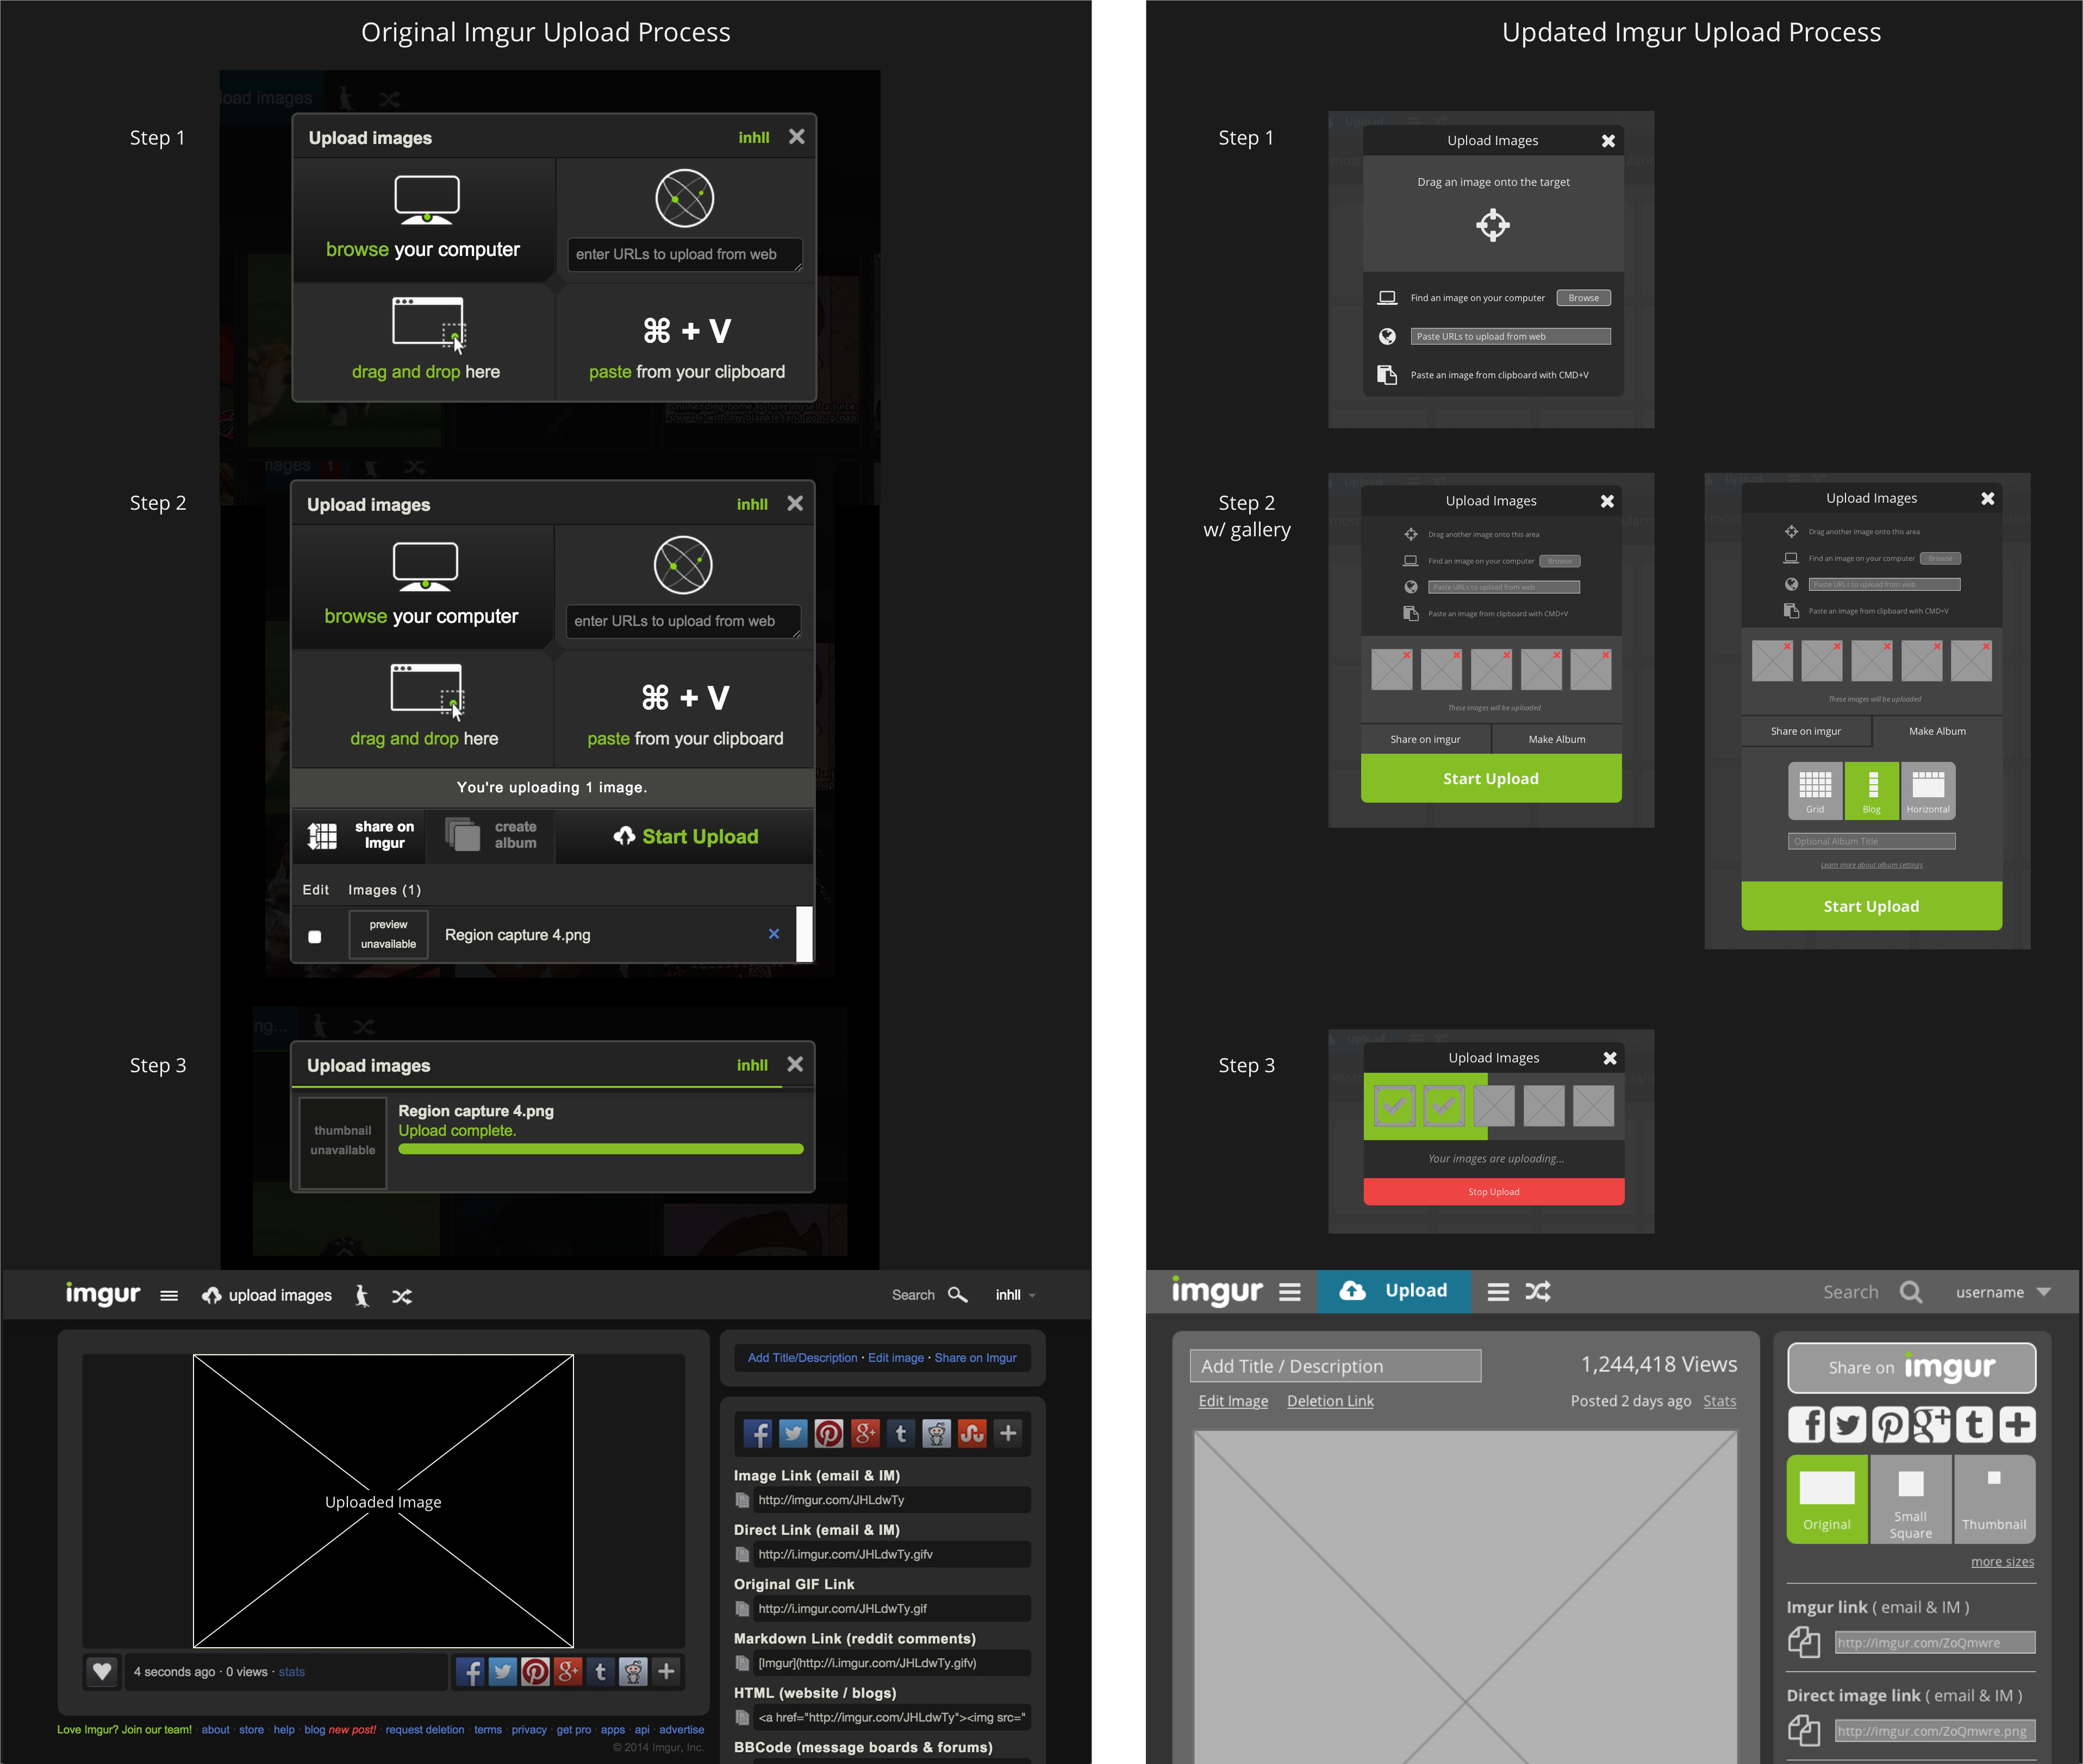 Original Imgur Upload Process
Step 1
load images
Upload images
inhll
browse your computer
enter URLs to upload from web
drag and drop here
⌘ + V
paste from your clipboard
Step 2
Upload images
inhll
browse your computer
enter URLs to upload from web
drag and drop here
⌘ + V
paste from your clipboard
You're uploading 1 image.
share on
Imgur
create
album
Start Upload
Edit
Images (1)
preview
unavailable
Region capture 4.png
Step 3
Upload images
inhll
thumbnail
unavailable
Region capture 4.png
Upload complete.
imgur
upload images
Search
inhll
Uploaded Image
4 seconds ago · 0 views · stats
Love Imgur? Join our team! · about · store · help · blog new post! · request deletion · terms · privacy · get pro · apps · api · advertise
© 2014 Imgur, Inc.
Add Title/Description · Edit image · Share on Imgur
Image Link (email & IM)
http://imgur.com/JHLdwTy
Direct Link (email & IM)
http://i.imgur.com/JHLdwTy.gifv
Original GIF Link
http://i.imgur.com/JHLdwTy.gif
Markdown Link (reddit comments)
[Imgur](http://i.imgur.com/JHLdwTy.gifv)
HTML (website / blogs)
<a href="http://imgur.com/JHLdwTy"><img src="
BBCode (message boards & forums)
Updated Imgur Upload Process
Step 1
Upload Images
Drag an image onto the target
Find an image on your computer
Browse
Paste URLs to upload from web
Paste an image from clipboard with CMD+V
Step 2
w/ gallery
Upload Images
Drag another image onto this area
Find an image on your computer
Browse
Paste URLs to upload from web
Paste an image from clipboard with CMD+V
These images will be uploaded
Share on imgur
Make Album
Start Upload
Upload Images
Drag another image onto this area
Find an image on your computer
Browse
Paste URLs to upload from web
Paste an image from clipboard with CMD+V
These images will be uploaded
Share on imgur
Make Album
Grid
Blog
Horizontal
Optional Album Title
Learn more about album settings
Start Upload
Step 3
Upload Images
Your images are uploading...
Stop Upload
imgur
Upload
Search
username
Add Title / Description
1,244,418 Views
Edit Image
Deletion Link
Posted 2 days ago
Stats
Share on imgur
Original
Small
Square
Thumbnail
more sizes
Imgur link ( email & IM )
http://imgur.com/ZoQmwre
Direct image link ( email & IM )
http://imgur.com/ZoQmwre.png